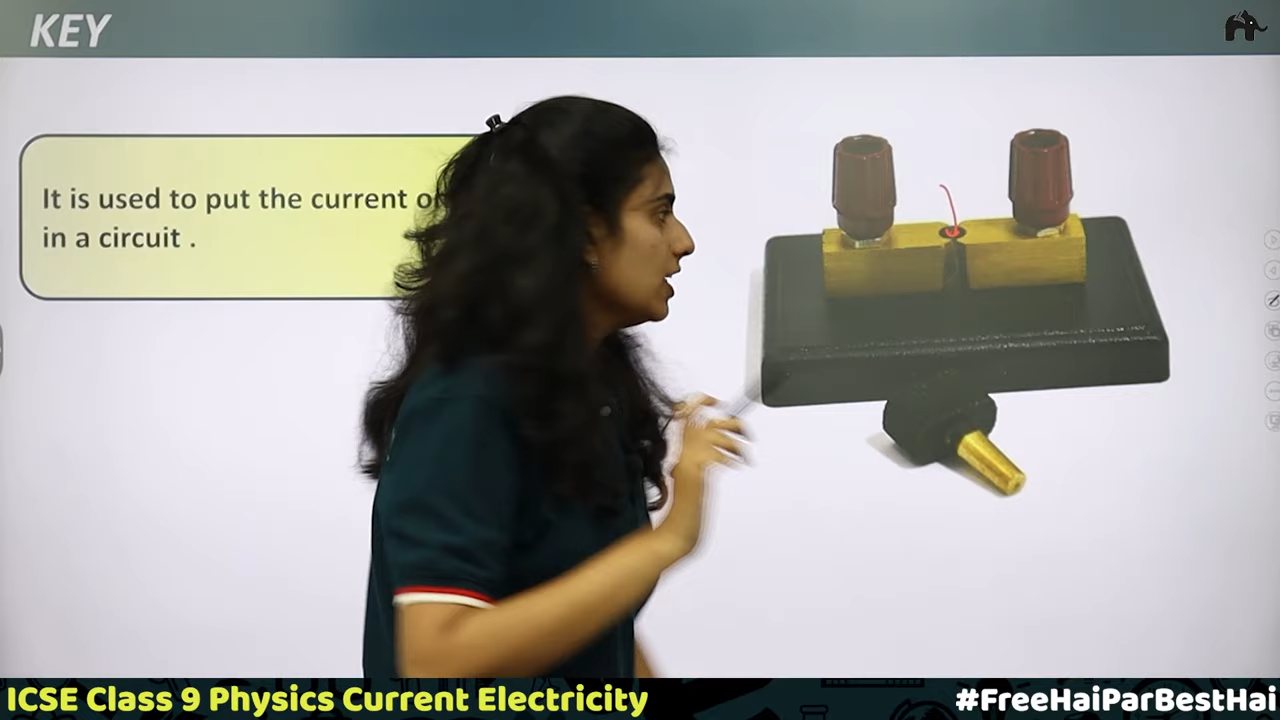 KEY
It is used to put the current
in a circuit .
ICSE Class 9 Physics Current Electricity
#FreeHaiParBestHai